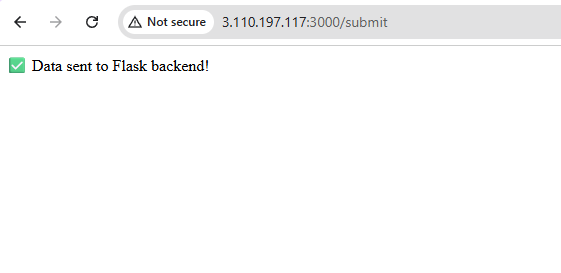 Not secure 3.110.197.117:3000/submit
✅ Data sent to Flask backend!